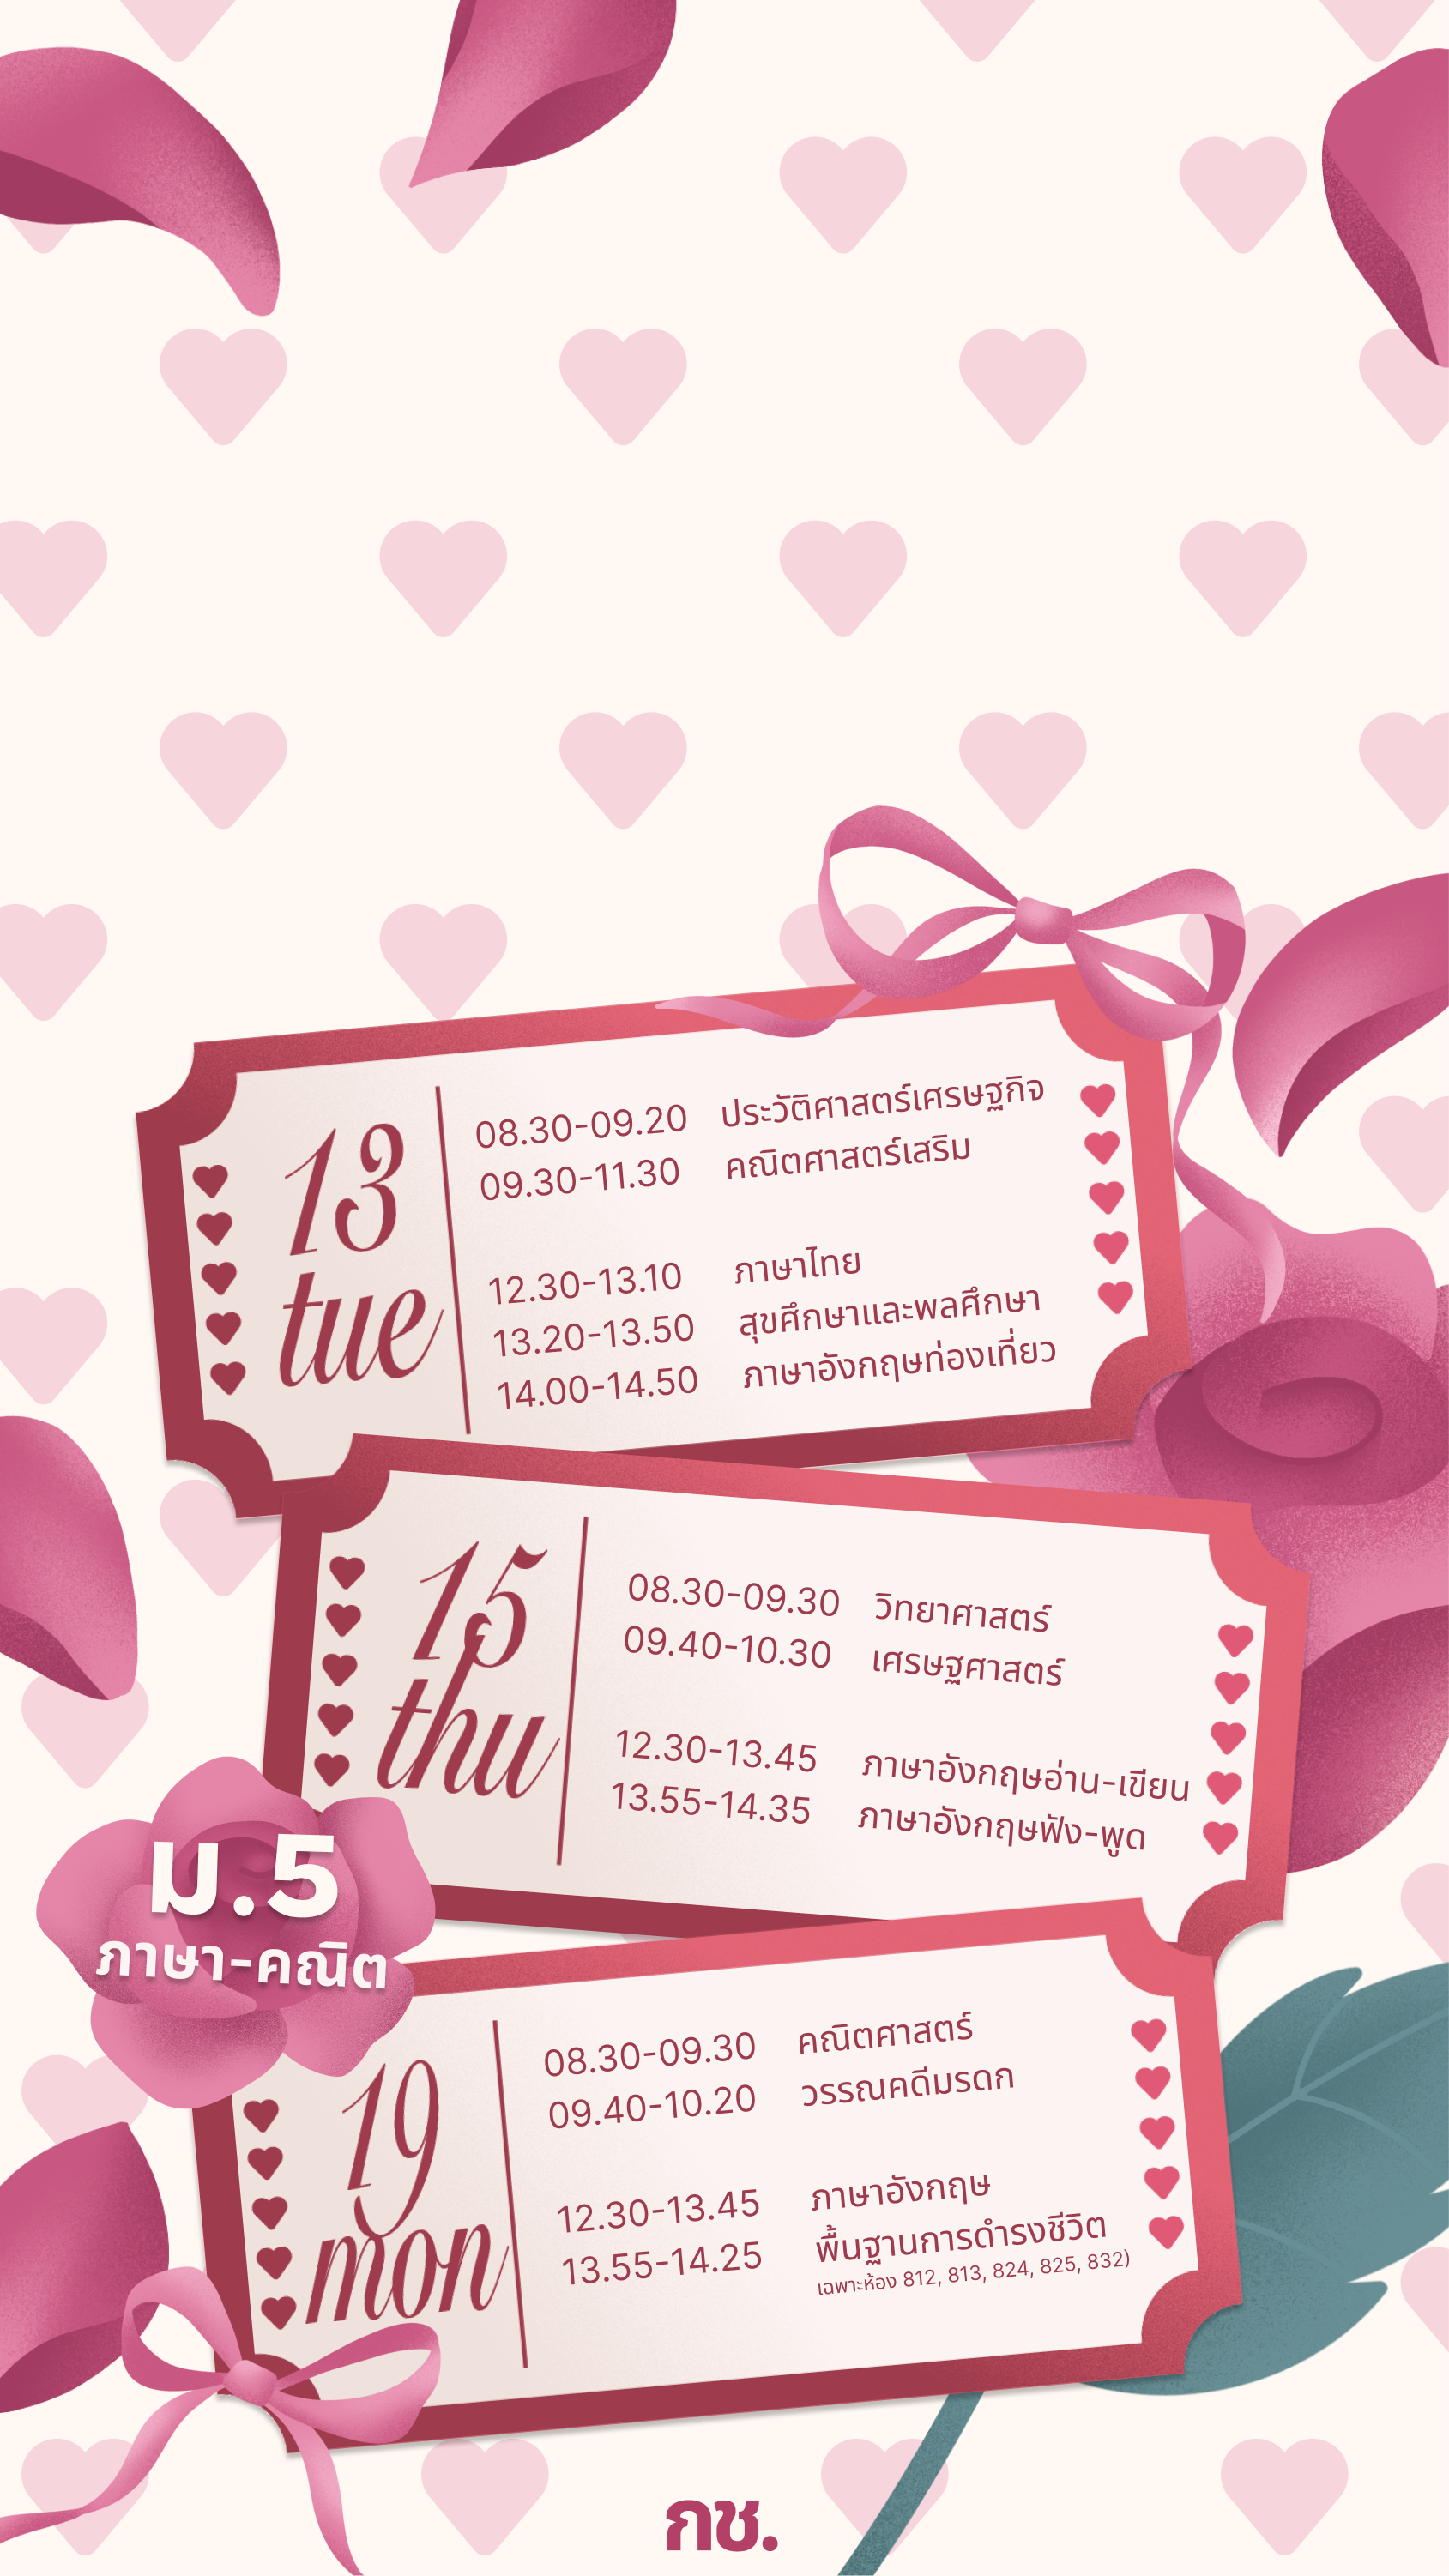 13
tue
08.30-09.20 ประวัติศาสตร์เศรษฐกิจ
09.30-11.30 คณิตศาสตร์เสริม
12.30-13.10 ภาษาไทย
13.20-13.50 สุขศึกษาและพลศึกษา
14.00-14.50 ภาษาอังกฤษท่องเที่ยว
15
thu
08.30-09.30 วิทยาศาสตร์
09.40-10.30 เศรษฐศาสตร์
12.30-13.45 ภาษาอังกฤษอ่าน-เขียน
13.55-14.35 ภาษาอังกฤษฟัง-พูด
ม.5
ภาษา-คณิต
19
mon
08.30-09.30 คณิตศาสตร์
09.40-10.20 วรรณคดีมรดก
12.30-13.45 ภาษาอังกฤษ
13.55-14.25 พื้นฐานการดำรงชีวิต
เฉพาะห้อง 812, 813, 824, 825, 832)
กช.